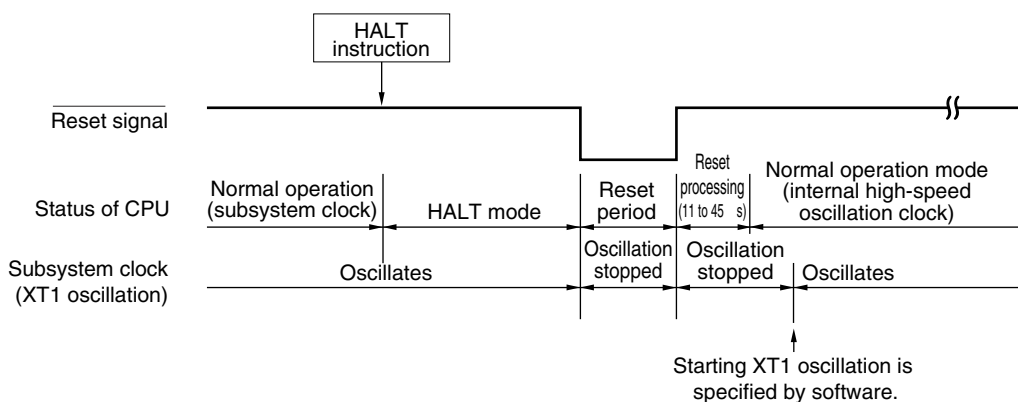 HALT
instruction
Reset signal
Status of CPU
Normal operation
(subsystem clock)
HALT mode
Reset
period
Reset
processing
(11 to 45 s)
Normal operation mode
(internal high-speed
oscillation clock)
Subsystem clock
(XT1 oscillation)
Oscillates
Oscillation
stopped
Oscillation
stopped
Oscillates
Starting XT1 oscillation is
specified by software.